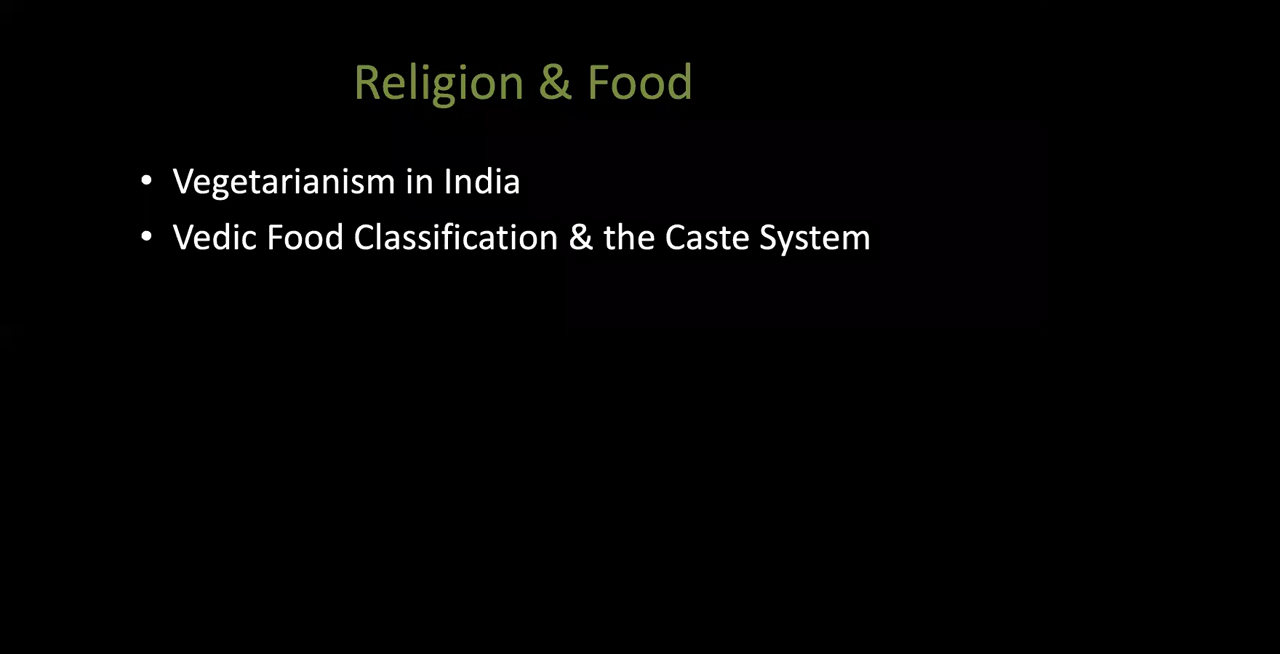 Religion & Food
• Vegetarianism in India
• Vedic Food Classification & the Caste System